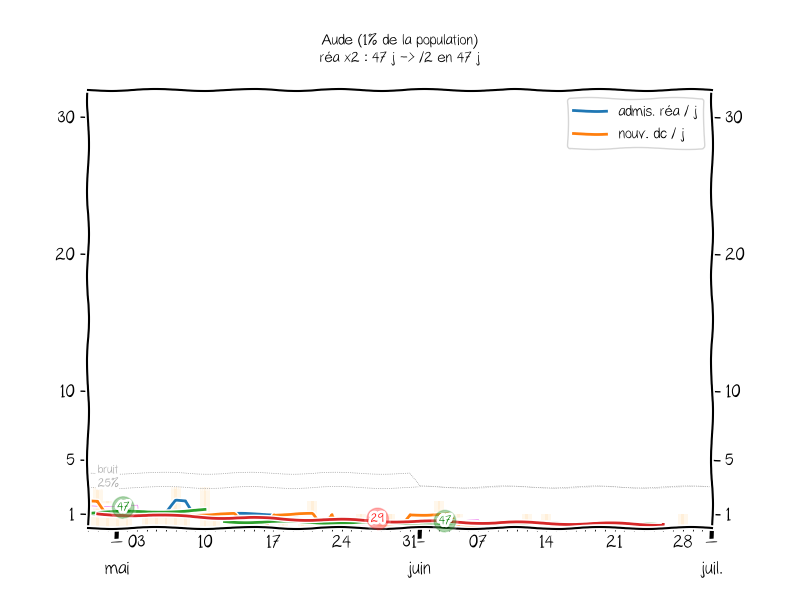 Aude (1% de la population)
réa x2 : 47 j -> /2 en 47 j
admis. réa / j
nouv. dc / j
30
30
20
20
10
10
5
5
bruit
25%
1
1
47
29
47
03
10
17
24
31
07
14
21
28
mai
juin
juil.